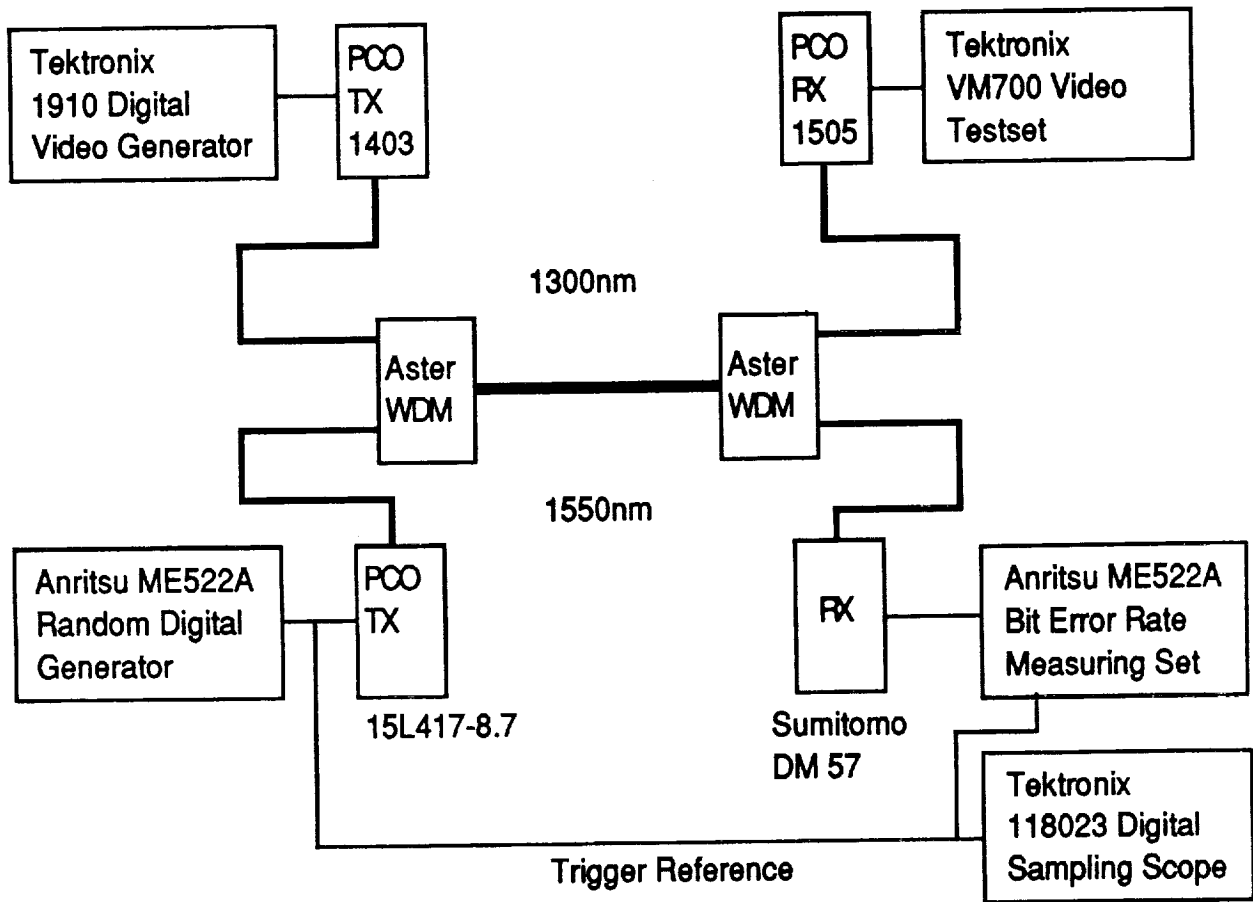 Tektronix
1910 Digital
Video Generator
PCO
TX
1403
PCO
RX
1505
Tektronix
VM700 Video
Testset
1300nm
Aster
WDM
Aster
WDM
1550nm
Anritsu ME522A
Random Digital
Generator
PCO
TX
15L417-8.7
RX
Sumitomo
DM 57
Anritsu ME522A
Bit Error Rate
Measuring Set
Tektronix
118023 Digital
Sampling Scope
Trigger Reference